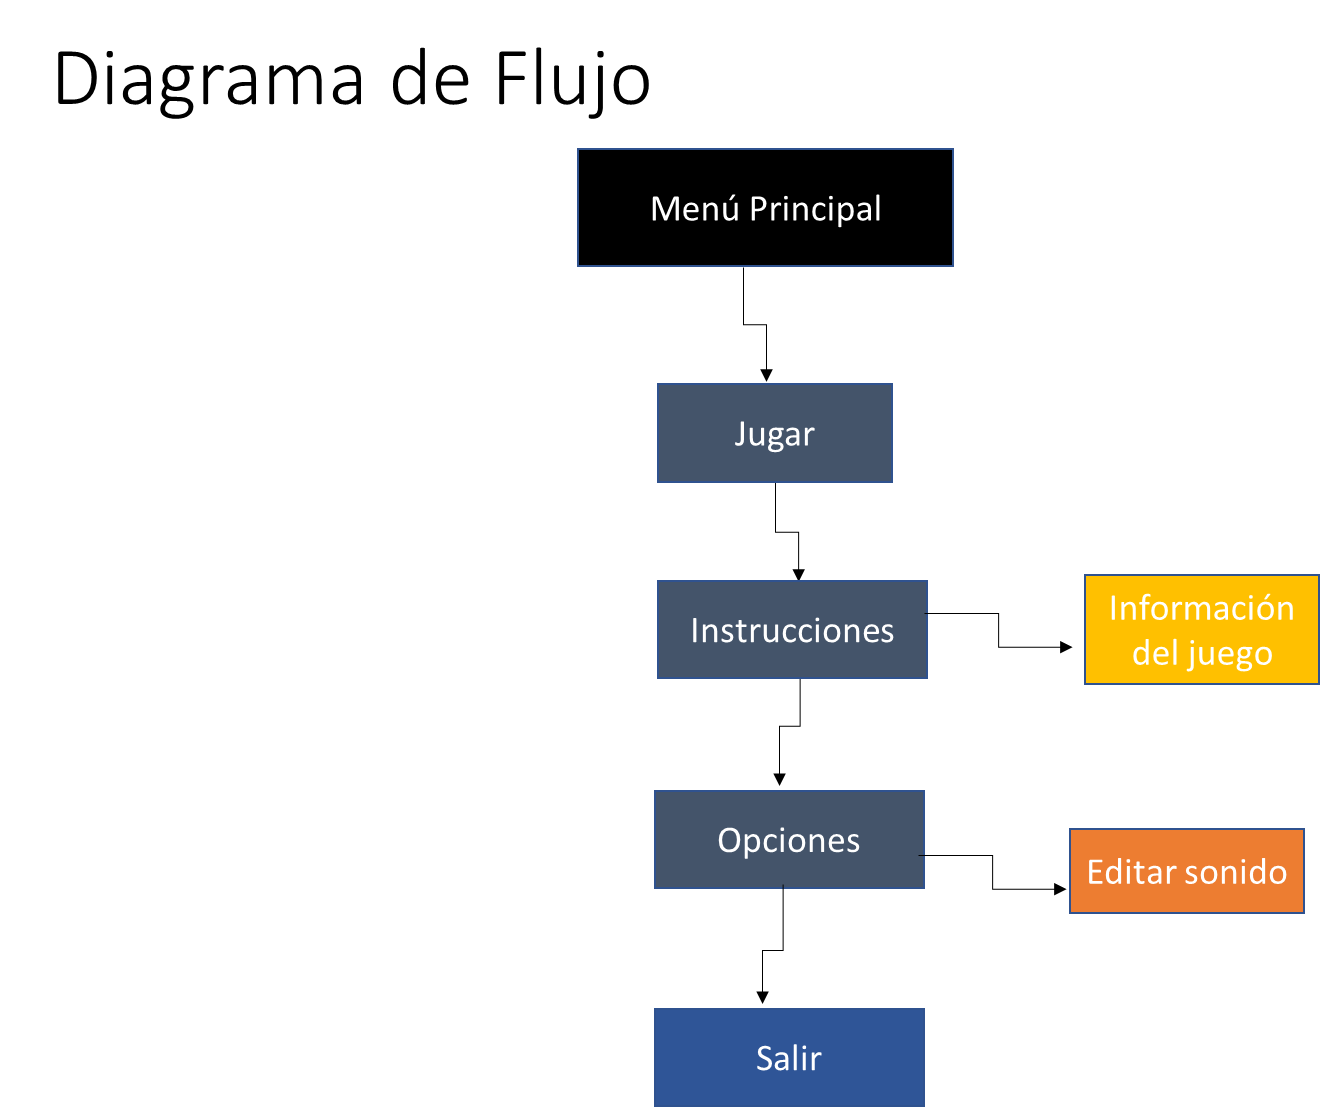 Diagrama de Flujo
Menú Principal
Jugar
Instrucciones
Información
del juego
Opciones
Editar sonido
Salir